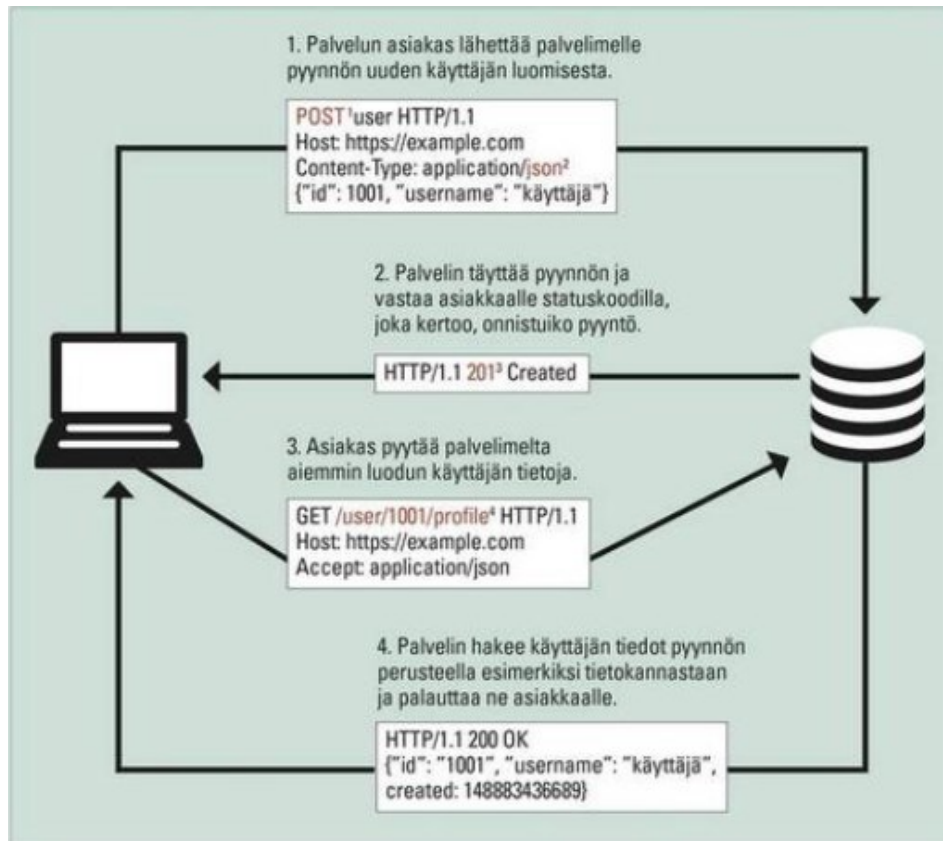 1. Palvelun asiakas lähettää palvelimelle
pyynnön uuden käyttäjän luomisesta.
POST ¹user HTTP/1.1
Host: https://example.com
Content-Type: application/json²
{"id": 1001, "username": "käyttäjä"}
2. Palvelin täyttää pyynnön ja
vastaa asiakkaalle statuskoodilla,
joka kertoo, onnistuiko pyyntö.
HTTP/1.1 201³ Created
3. Asiakas pyytää palvelimelta
aiemmin luodun käyttäjän tietoja.
GET /user/1001/profile⁴ HTTP/1.1
Host: https://example.com
Accept: application/json
4. Palvelin hakee käyttäjän tiedot pyynnön
perusteella esimerkiksi tietokannastaan
ja palauttaa ne asiakkaalle.
HTTP/1.1 200 OK
{"id": "1001", "username": "käyttäjä",
created: 148883436689}